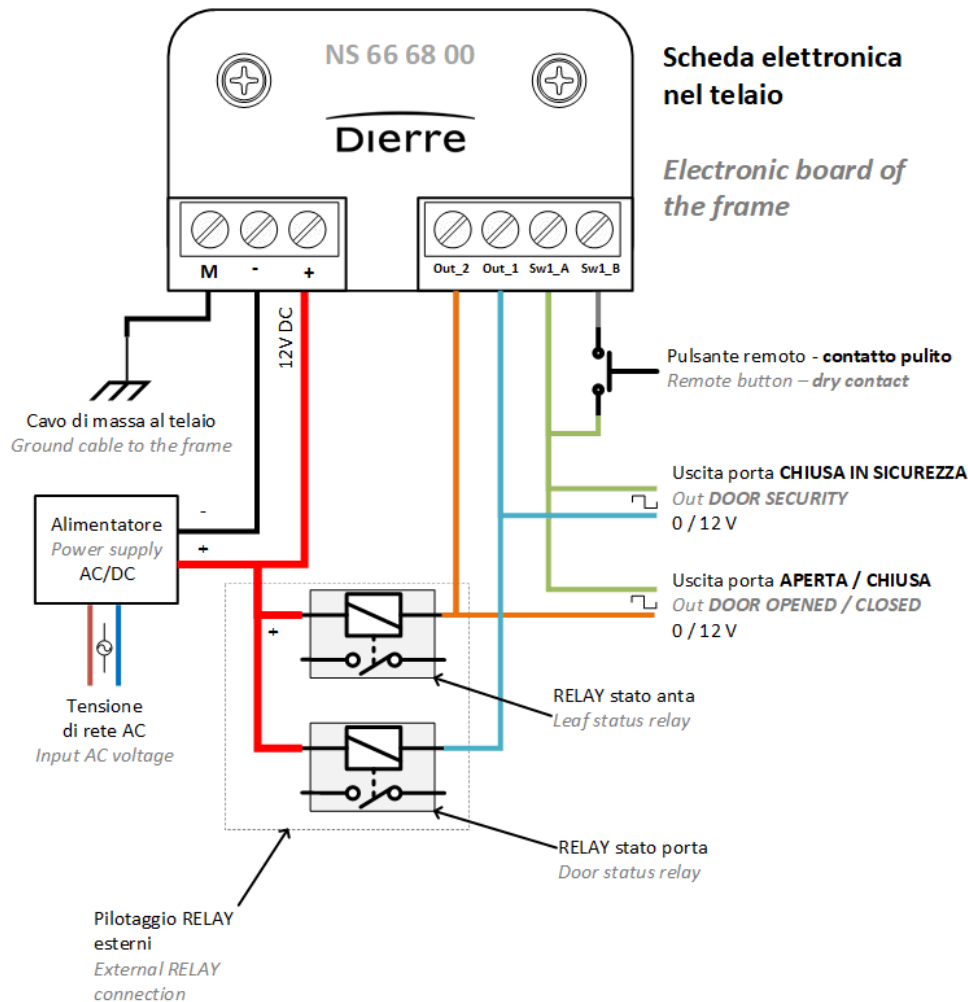 NS 66 68 00
Dierre
Scheda elettronica
nel telaio
Electronic board of
the frame
M
-
+
Out_2
Out_1
Sw1_A
Sw1_B
12V DC
Pulsante remoto - contatto pulito
Remote button – dry contact
Cavo di massa al telaio
Ground cable to the frame
Uscita porta CHIUSA IN SICUREZZA
Out DOOR SECURITY
0 / 12 V
Alimentatore
Power supply
AC/DC
-
+
Uscita porta APERTA / CHIUSA
Out DOOR OPENED / CLOSED
0 / 12 V
+
Tensione
di rete AC
Input AC voltage
RELAY stato anta
Leaf status relay
RELAY stato porta
Door status relay
Pilotaggio RELAY
esterni
External RELAY
connection